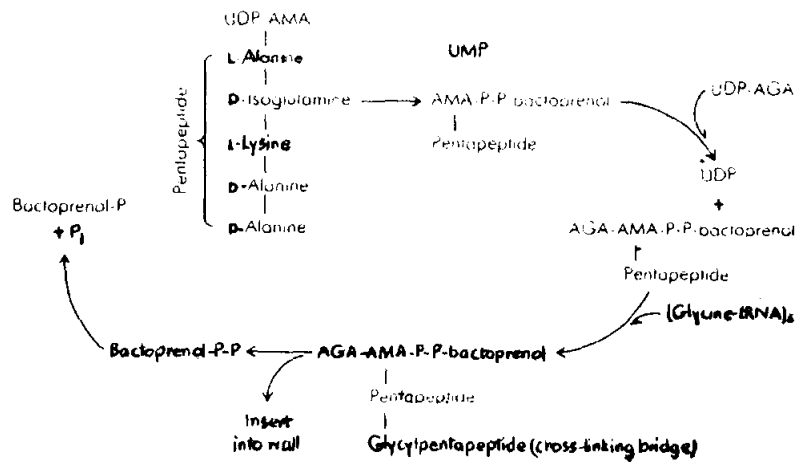 UDP-AMA
L-Alanine
UMP
D-Isoglutamine
AMA-P-P-bactoprenol
UDP-AGA
Pentapeptide
L-Lysine
Pentapeptide
UDP
D-Alanine
+
Bactoprenol-P
+ Pi
D-Alanine
AGA-AMA-P-P-bactoprenol
Pentapeptide
(Glycine-tRNA)5
Bactoprenol-P-P
AGA-AMA-P-P-bactoprenol
Pentapeptide
Insert
into wall
Glycylpentapeptide (cross-linking bridge)